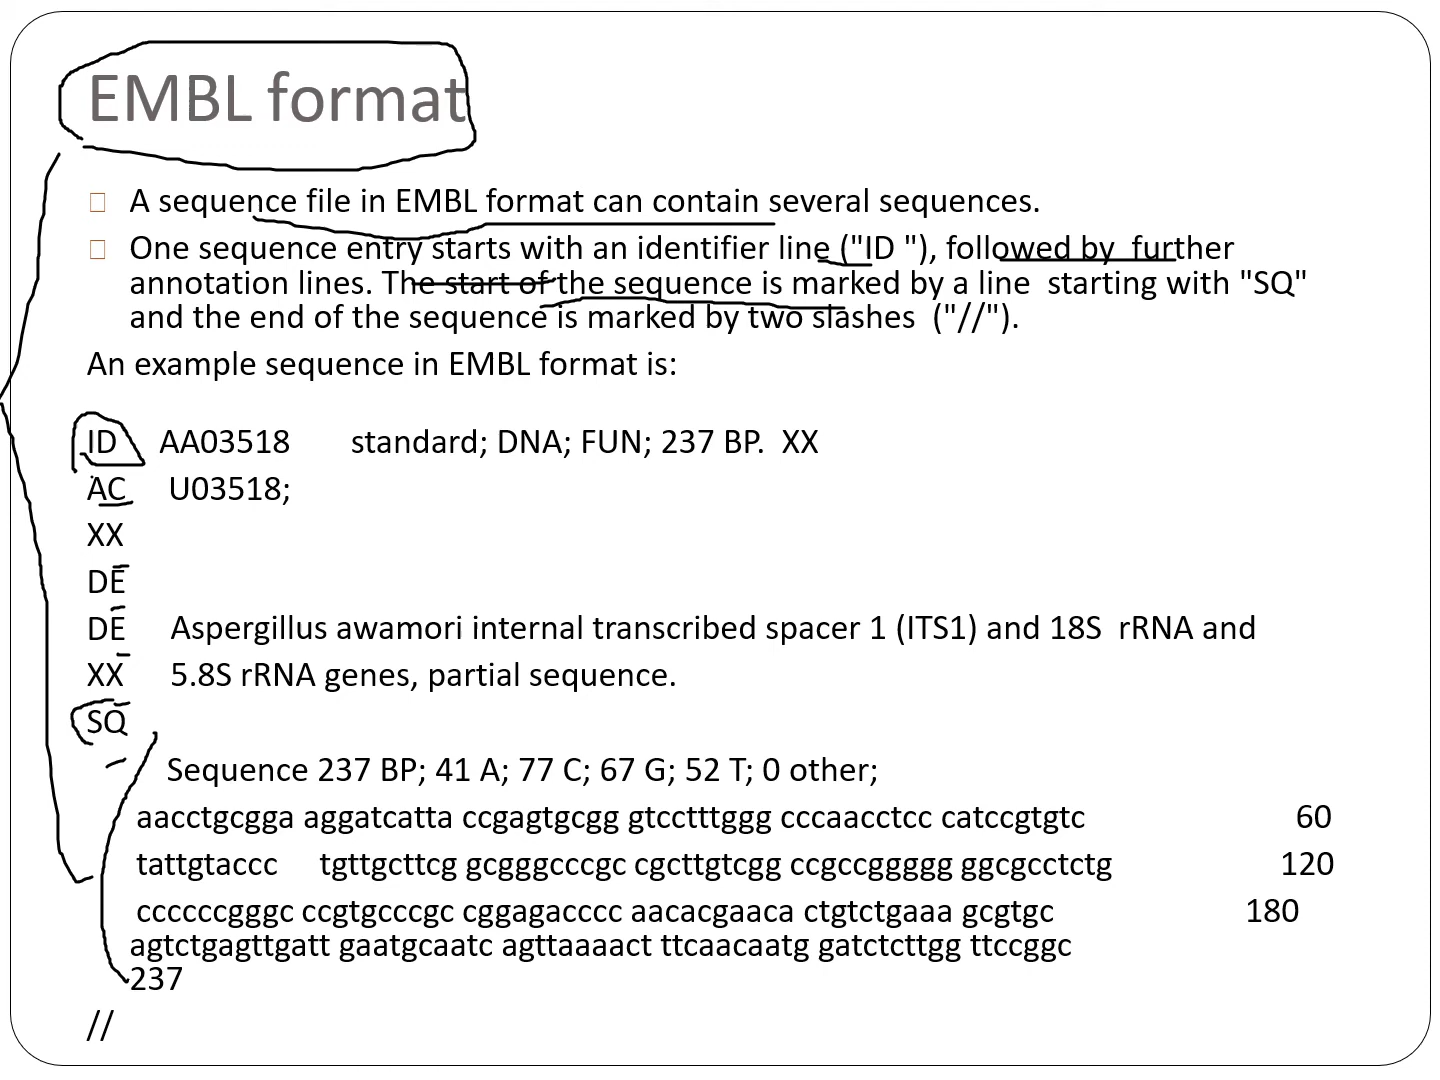 EMBL format
A sequence file in EMBL format can contain several sequences.
One sequence entry starts with an identifier line ("ID "), followed by further
annotation lines. The start of the sequence is marked by a line starting with "SQ"
and the end of the sequence is marked by two slashes ("//").
An example sequence in EMBL format is:
ID AA03518 standard; DNA; FUN; 237 BP. XX
AC U03518;
XX
DE
DE Aspergillus awamori internal transcribed spacer 1 (ITS1) and 18S rRNA and
XX 5.8S rRNA genes, partial sequence.
SQ
Sequence 237 BP; 41 A; 77 C; 67 G; 52 T; 0 other;
aacctgcgga aggatcatta ccgagtgcgg gtcctttggg cccaacctcc catccgtgtc 60
tattgtaccc tgttgcttcg gcgggcccgc cgcttgtcgg ccgccggggg ggcgcctctg 120
ccccccgggc ccgtgcccgc cggagacccc aacacgaaca ctgtctgaaa gcgtgc 180
agtctgagttgatt gaatgcaatc agttaaaact ttcaacaatg gatctcttgg ttccggc
237
//